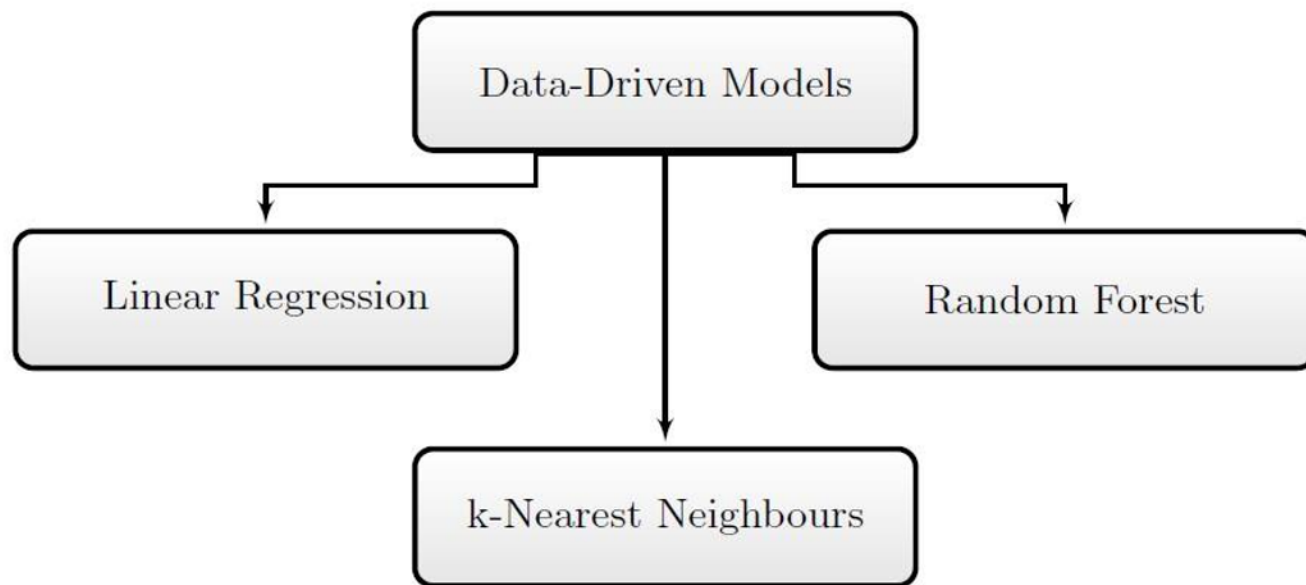 Data-Driven Models
Linear Regression
Random Forest
k-Nearest Neighbours